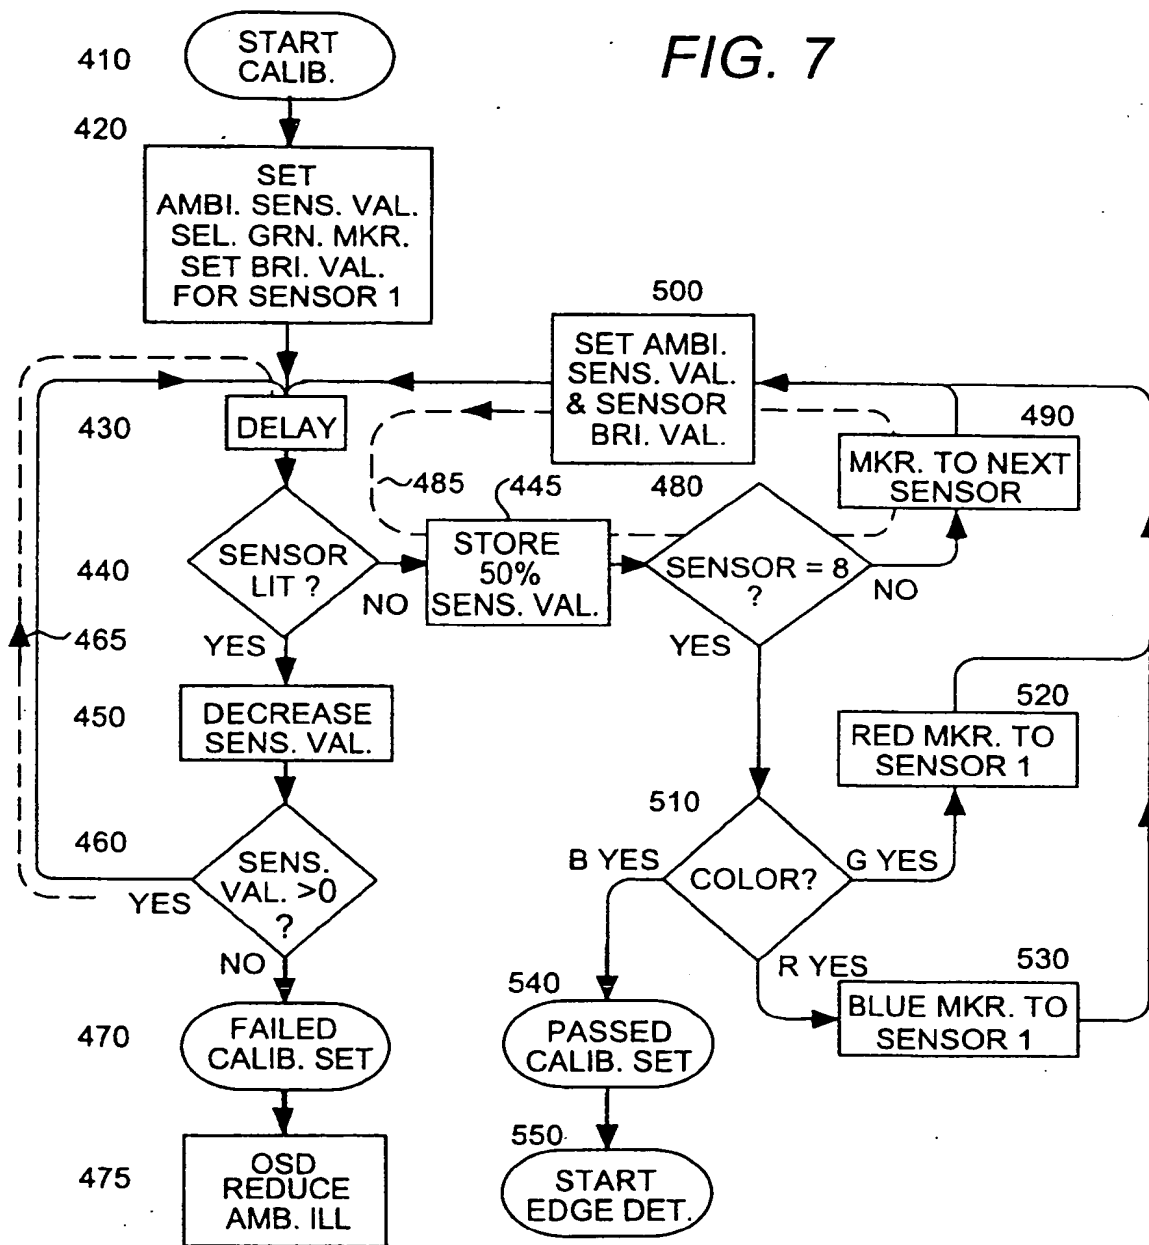 FIG. 7
410
START
CALIB.
420
SET
AMBI. SENS. VAL.
SEL. GRN. MKR.
SET BRI. VAL.
FOR SENSOR 1
500
SET AMBI.
SENS. VAL.
& SENSOR
BRI. VAL.
430
DELAY
490
MKR. TO NEXT
SENSOR
485
445
480
440
SENSOR
LIT ?
NO
STORE
50%
SENS. VAL.
SENSOR = 8
?
NO
465
YES
YES
450
DECREASE
SENS. VAL.
520
RED MKR. TO
SENSOR 1
460
SENS.
VAL. >0
?
YES
NO
510
B YES
COLOR?
G YES
R YES
530
BLUE MKR. TO
SENSOR 1
470
FAILED
CALIB. SET
540
PASSED
CALIB. SET
475
OSD
REDUCE
AMB. ILL
550
START
EDGE DET.